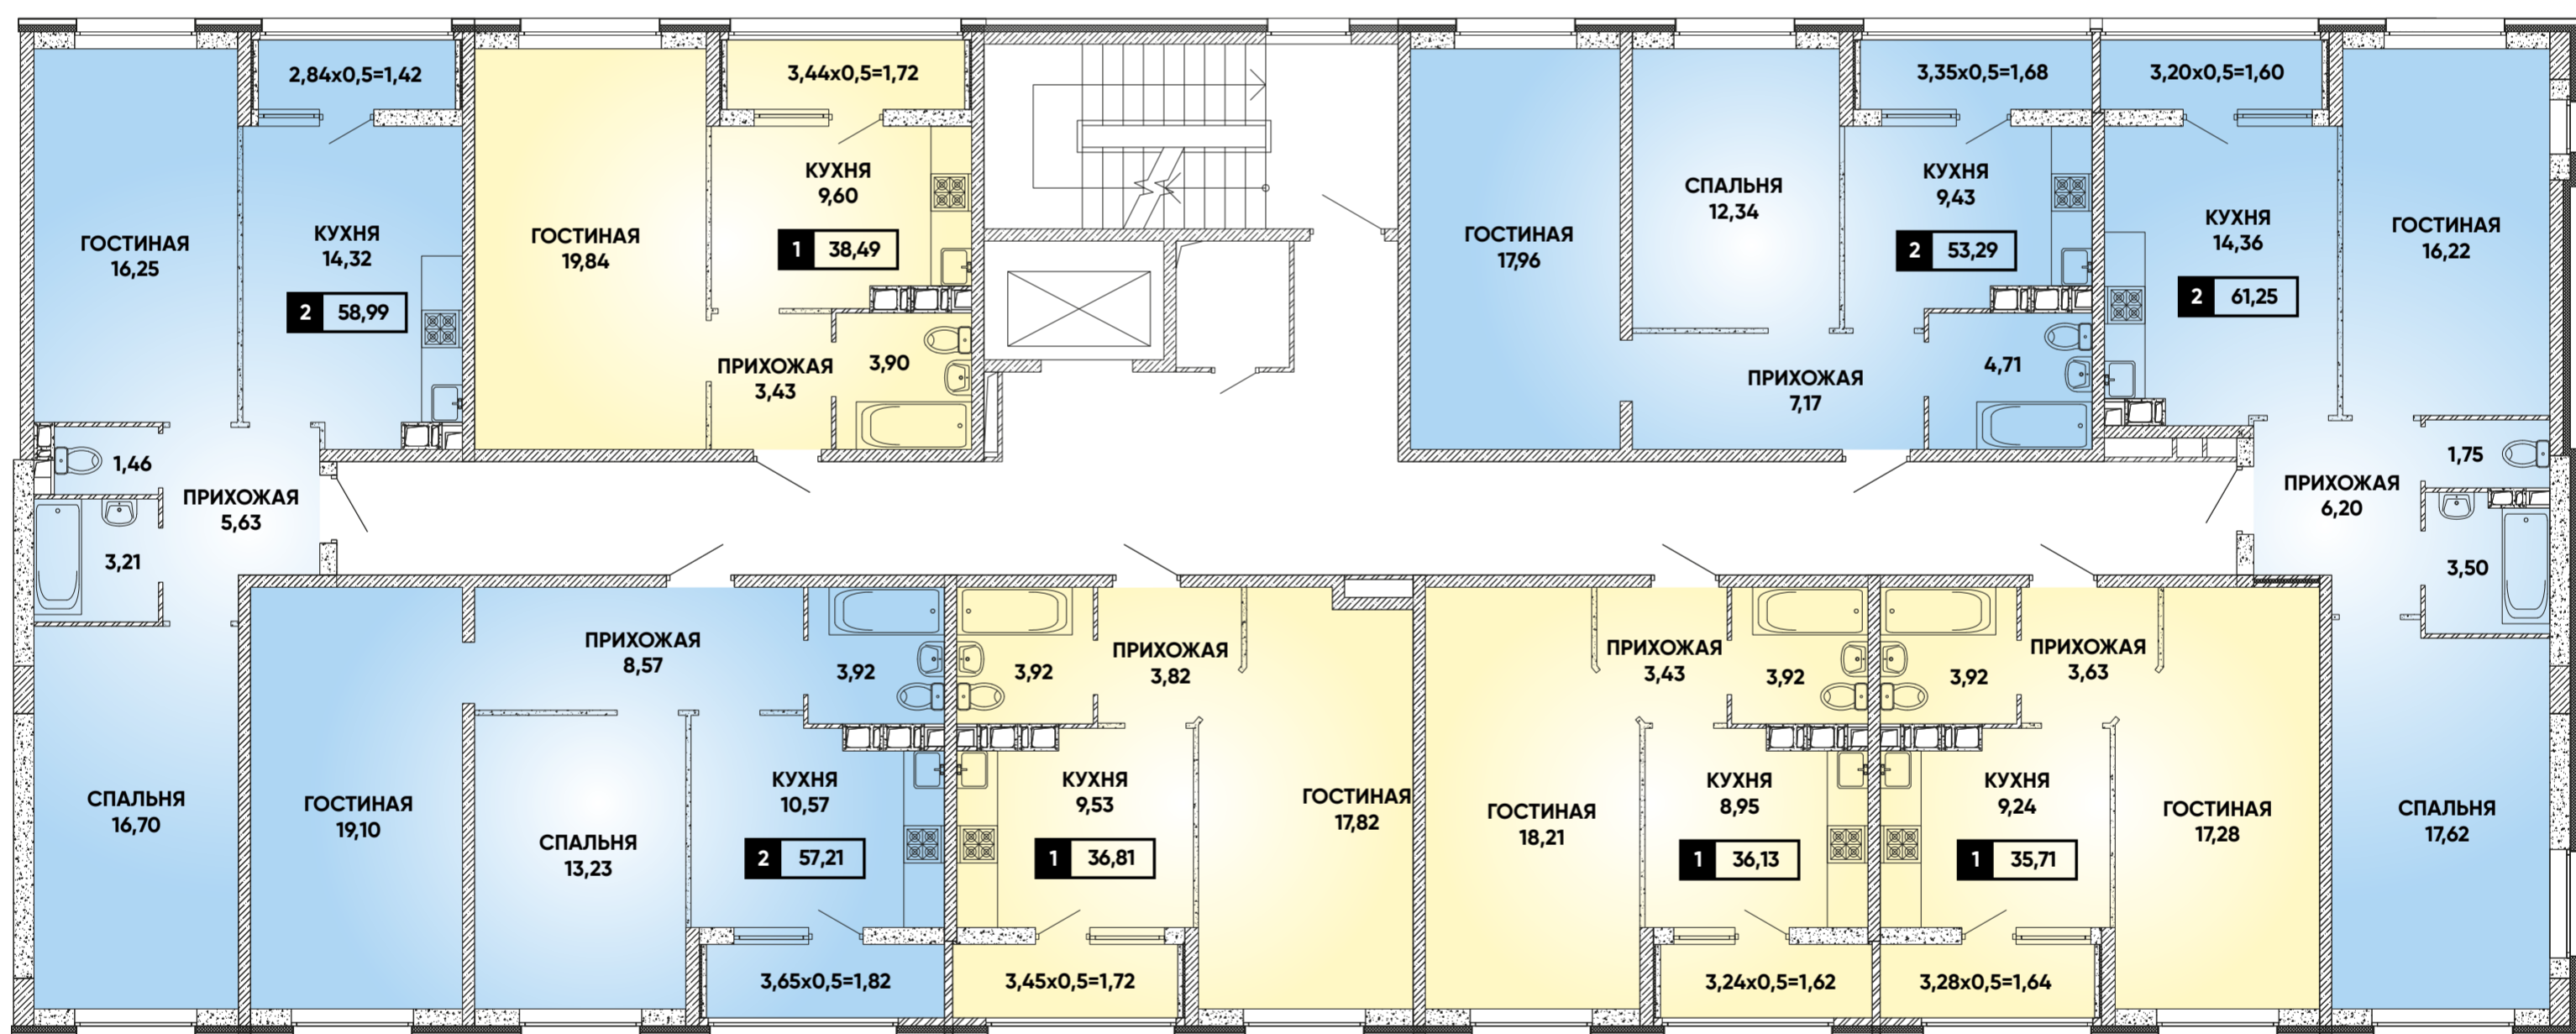 2,84х0,5=1,42
ГОСТИНАЯ
16,25
КУХНЯ
14,32
2 58,99
1,46
ПРИХОЖАЯ
5,63
3,21
СПАЛЬНЯ
16,70
3,44х0,5=1,72
ГОСТИНАЯ
19,84
КУХНЯ
9,60
1 38,49
ПРИХОЖАЯ
3,43
3,90
ГОСТИНАЯ
17,96
СПАЛЬНЯ
12,34
3,35х0,5=1,68
КУХНЯ
9,43
2 53,29
ПРИХОЖАЯ
7,17
4,71
3,20х0,5=1,60
КУХНЯ
14,36
2 61,25
ГОСТИНАЯ
16,22
ПРИХОЖАЯ
6,20
1,75
3,50
СПАЛЬНЯ
17,62
ГОСТИНАЯ
19,10
ПРИХОЖАЯ
8,57
3,92
СПАЛЬНЯ
13,23
КУХНЯ
10,57
2 57,21
3,65х0,5=1,82
3,92
ПРИХОЖАЯ
3,82
КУХНЯ
9,53
1 36,81
ГОСТИНАЯ
17,82
3,45х0,5=1,72
ГОСТИНАЯ
18,21
ПРИХОЖАЯ
3,43
3,92
КУХНЯ
8,95
1 36,13
3,24х0,5=1,62
3,92
ПРИХОЖАЯ
3,63
КУХНЯ
9,24
1 35,71
ГОСТИНАЯ
17,28
3,28х0,5=1,64